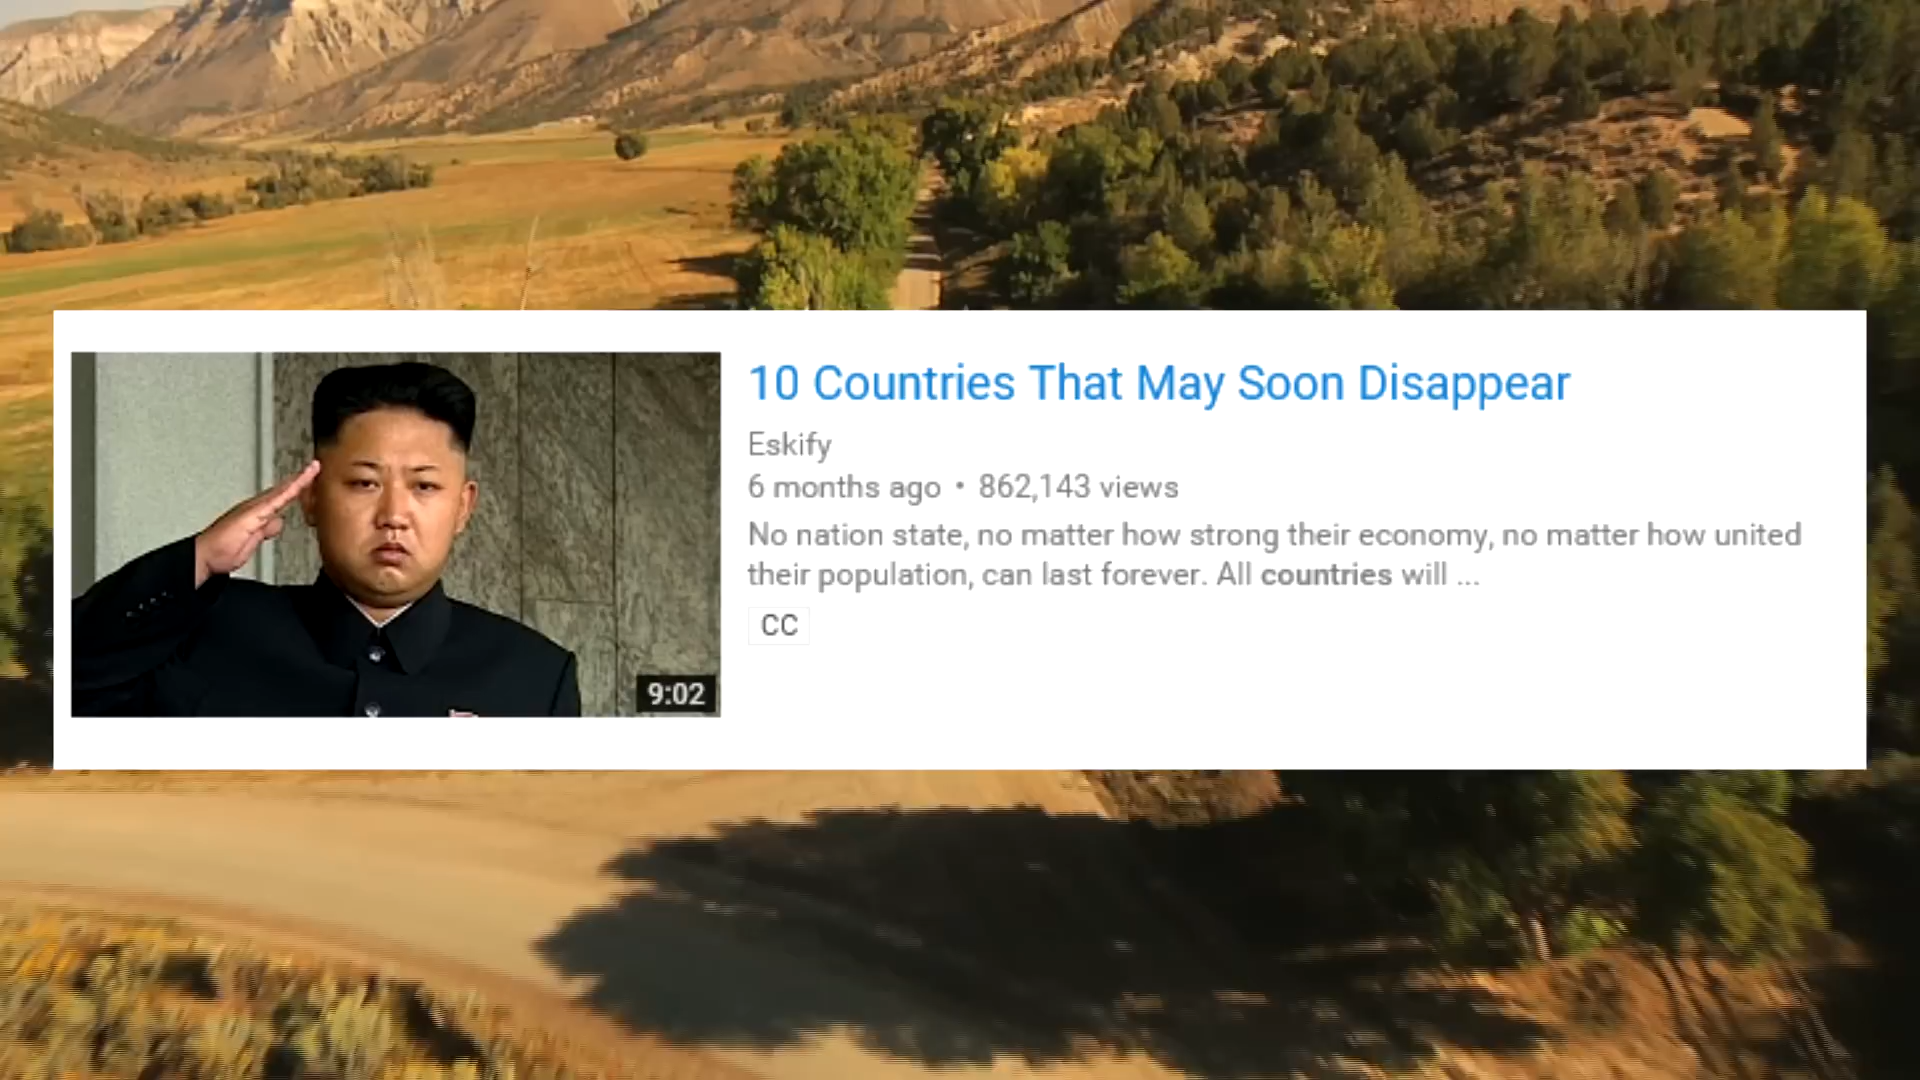 10 Countries That May Soon Disappear
Eskify
6 months ago • 862,143 views
No nation state, no matter how strong their economy, no matter how united
their population, can last forever. All countries will ...
CC
9:02